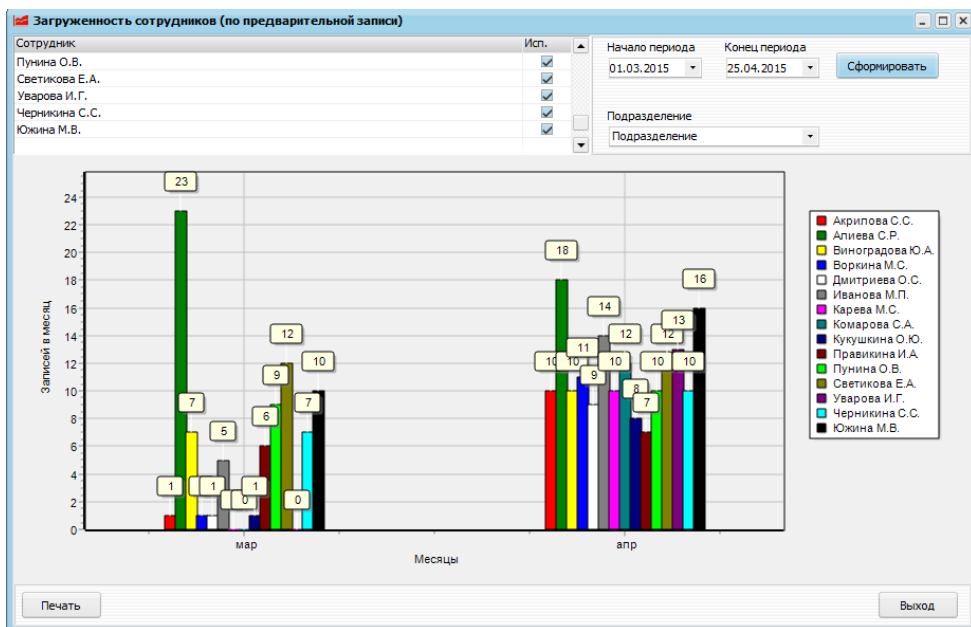 Загруженность сотрудников (по предварительной записи)
Сотрудник Исп.
Пунина О.В.
Светикова Е.А.
Уварова И.Г.
Черникина С.С.
Южина М.В.
Начало периода Конец периода
01.03.2015 25.04.2015 Сформировать
Подразделение
Подразделение
Записей в месяц
24
22
20
18
16
14
12
10
8
6
4
2
0
1 23 7 1 5 0 1 6 9 12 0 7 10
10 18 10 11 9 14 10 12 8 7 10 12 13 10 16
мар апр
Месяцы
Акрилова С.С.
Алиева С.Р.
Виноградова Ю.А.
Воркина М.С.
Дмитриева О.С.
Иванова М.П.
Карева М.С.
Комарова С.А.
Кукушкина О.Ю.
Правикина И.А.
Пунина О.В.
Светикова Е.А.
Уварова И.Г.
Черникина С.С.
Южина М.В.
Печать Выход